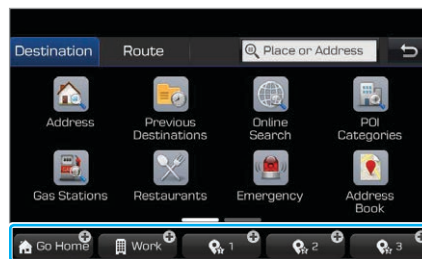 Destination
Route
Place or Address
Address
Previous
Destinations
Online
Search
POI
Categories
Gas Stations
Restaurants
Emergency
Address
Book
Go Home
Work
1
2
3